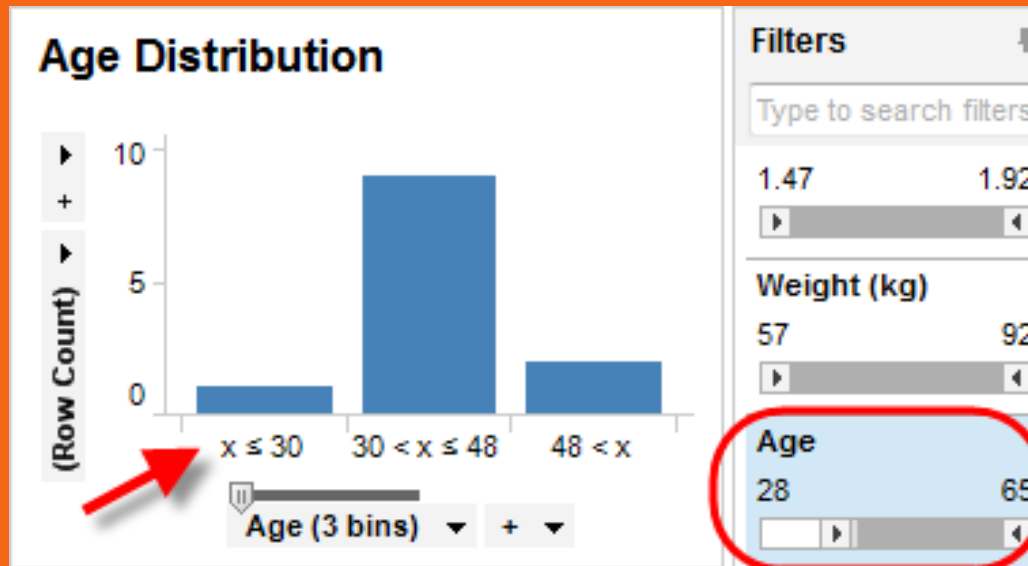 Age Distribution
10
5
0
(Row Count)
+
x ≤ 30
30 < x ≤ 48
48 < x
Age (3 bins)
+
Filters
Type to search filters
1.47 1.92
Weight (kg)
57 92
Age
28 65